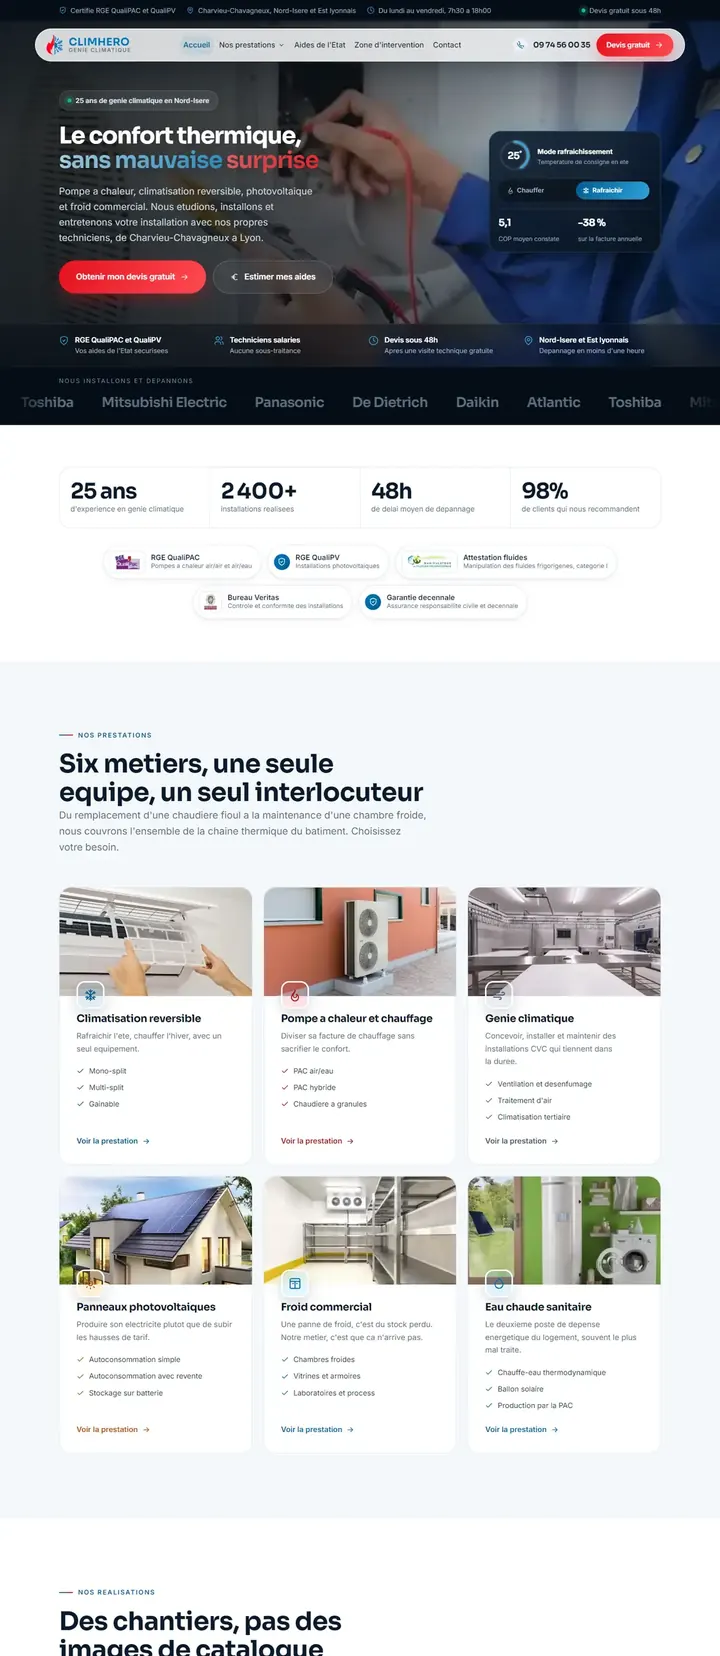 Certifie RGE QualiPAC et QualiPV
Charvieu-Chavagneux, Nord-Isere et Est lyonnais
Du lundi au vendredi, 7h30 a 18h00
Devis gratuit sous 48h
CLIMHERO
GENIE CLIMATIQUE
Accueil
Nos prestations
Aides de l'Etat
Zone d'intervention
Contact
09 74 56 00 35
Devis gratuit
25 ans de genie climatique en Nord-Isere
Le confort thermique,
sans mauvaise surprise
Pompe a chaleur, climatisation reversible, photovoltaique
et froid commercial. Nous etudions, installons et
entretenons votre installation avec nos propres
techniciens, de Charvieu-Chavagneux a Lyon.
Obtenir mon devis gratuit
Estimer mes aides
25°
Mode rafraichissement
Temperature de consigne en ete
Chauffer
Rafraichir
5,1
COP moyen constate
-38 %
sur la facture annuelle
RGE QualiPAC et QualiPV
Vos aides de l'Etat securisees
Techniciens salaries
Aucune sous-traitance
Devis sous 48h
Apres une visite technique gratuite
Nord-Isere et Est lyonnais
Depannage en moins d'une heure
NOUS INSTALLONS ET DEPANNONS
Toshiba
Mitsubishi Electric
Panasonic
De Dietrich
Daikin
Atlantic
Toshiba
25 ans
d'experience en genie climatique
2 400+
installations realisees
48h
de delai moyen de depannage
98%
de clients qui nous recommandent
RGE QualiPAC
Pompes a chaleur air/air et air/eau
RGE QualiPV
Installations photovoltaiques
Attestation fluides
Manipulation des fluides frigorigenes, categorie I
Bureau Veritas
Controle et conformite des installations
Garantie decennale
Assurance responsabilite civile et decennale
NOS PRESTATIONS
Six metiers, une seule
equipe, un seul interlocuteur
Du remplacement d'une chaudiere fioul a la maintenance d'une chambre froide,
nous couvrons l'ensemble de la chaine thermique du batiment. Choisissez
votre besoin.
Climatisation reversible
Rafraichir l'ete, chauffer l'hiver, avec un
seul equipement.
Mono-split
Multi-split
Gainable
Voir la prestation
Pompe a chaleur et chauffage
Diviser sa facture de chauffage sans
sacrifier le confort.
PAC air/eau
PAC hybride
Chaudiere a granules
Voir la prestation
Genie climatique
Concevoir, installer et maintenir des
installations CVC qui tiennent dans
la duree.
Ventilation et desenfumage
Traitement d'air
Climatisation tertiaire
Voir la prestation
Panneaux photovoltaiques
Produire son electricite plutot que de subir
les hausses de tarif.
Autoconsommation simple
Autoconsommation avec revente
Stockage sur batterie
Voir la prestation
Froid commercial
Une panne de froid, c'est du stock perdu.
Notre metier, c'est que ca n'arrive pas.
Chambres froides
Vitrines et armoires
Laboratoires et process
Voir la prestation
Eau chaude sanitaire
Le deuxieme poste de depense
energetique du logement, souvent le plus
mal traite.
Chauffe-eau thermodynamique
Ballon solaire
Production par la PAC
Voir la prestation
NOS REALISATIONS
Des chantiers, pas des
images de catalogue